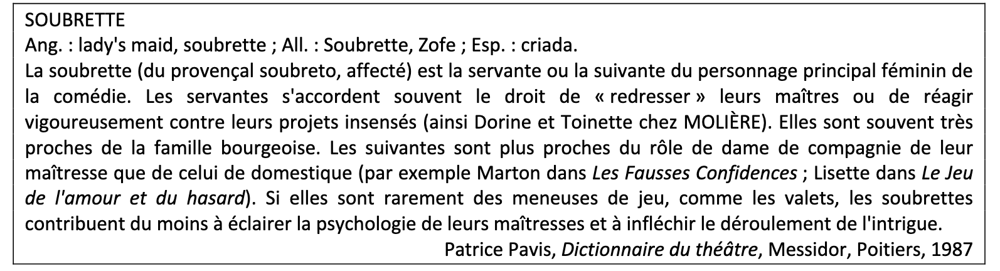 SOUBRETTE
Ang. : lady's maid, soubrette ; All. : Soubrette, Zofe ; Esp. : criada.
La soubrette (du provençal soubreto, affecté) est la servante ou la suivante du personnage principal féminin de
la comédie. Les servantes s'accordent souvent le droit de « redresser » leurs maîtres ou de réagir
vigoureusement contre leurs projets insensés (ainsi Dorine et Toinette chez MOLIÈRE). Elles sont souvent très
proches de la famille bourgeoise. Les suivantes sont plus proches du rôle de dame de compagnie de leur
maîtresse que de celui de domestique (par exemple Marton dans Les Fausses Confidences ; Lisette dans Le Jeu
de l'amour et du hasard). Si elles sont rarement des meneuses de jeu, comme les valets, les soubrettes
contribuent du moins à éclairer la psychologie de leurs maîtresses et à infléchir le déroulement de l'intrigue.
Patrice Pavis, Dictionnaire du théâtre, Messidor, Poitiers, 1987